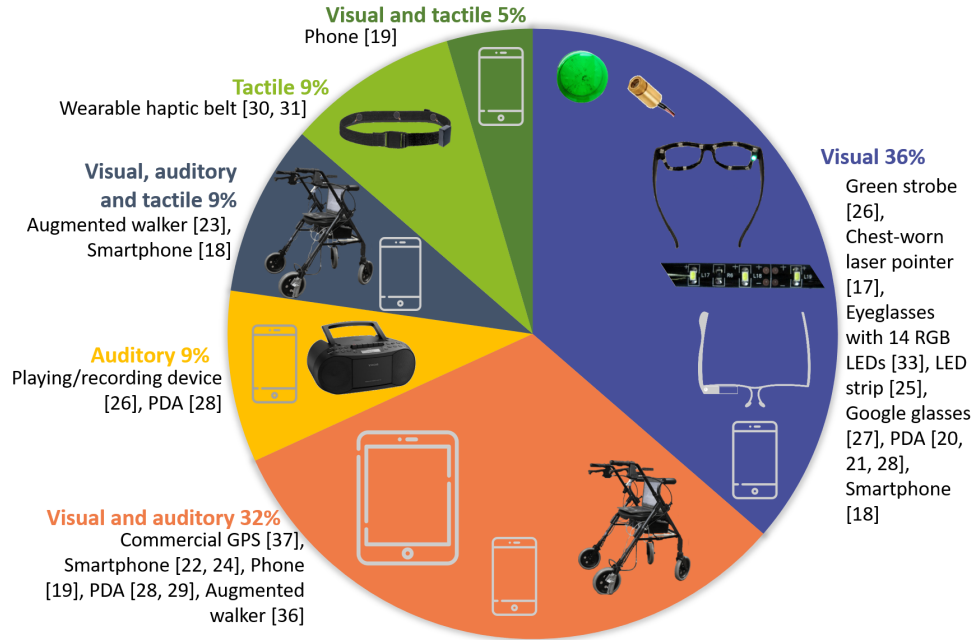 Visual and tactile 5%
Phone [19]
Tactile 9%
Wearable haptic belt [30, 31]
Visual, auditory
and tactile 9%
Augmented walker [23],
Smartphone [18]
Auditory 9%
Playing/recording device
[26], PDA [28]
Visual and auditory 32%
Commercial GPS [37],
Smartphone [22, 24], Phone
[19], PDA [28, 29], Augmented
walker [36]
Visual 36%
Green strobe
[26],
Chest-worn
laser pointer
[17],
Eyeglasses
with 14 RGB
LEDs [33], LED
strip [25],
Google glasses
[27], PDA [20,
21, 28],
Smartphone
[18]
L17
R6
L18
L19